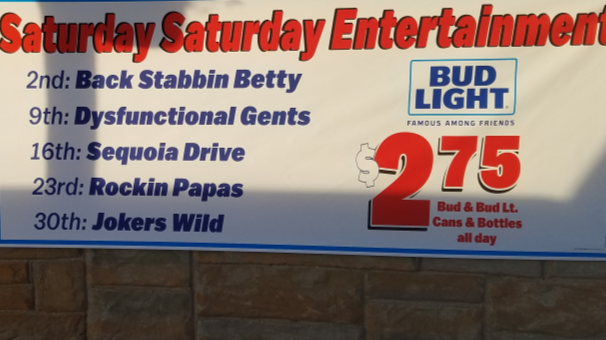 Saturday Saturday Entertainment
2nd: Back Stabbin Betty
9th: Dysfunctional Gents
16th: Sequoia Drive
23rd: Rockin Papas
30th: Jokers Wild
BUD
LIGHT
FAMOUS AMONG FRIENDS
$2.75
Bud & Bud Lt.
Cans & Bottles
all day